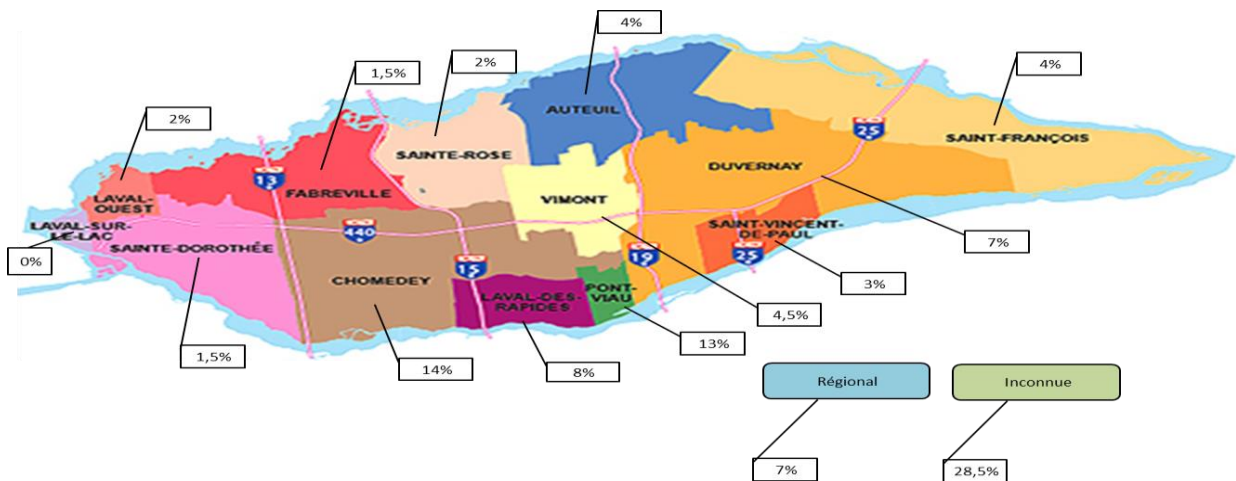 4%
2%
4%
1,5%
2%
AUTEUIL
25
SAINT-FRANÇOIS
SAINTE-ROSE
DUVERNAY
13
FABREVILLE
LAVAL-
OUEST
VIMONT
LAVAL-SUR-
LE-LAC
440
SAINT-VINCENT-
DE-PAUL
SAINTE-DOROTHÉE
7%
0%
CHOMEDEY
15
19
25
PONT-
VIAU
LAVAL-DES-
RAPIDES
3%
4,5%
13%
1,5%
14%
8%
Régional
Inconnue
7%
28,5%